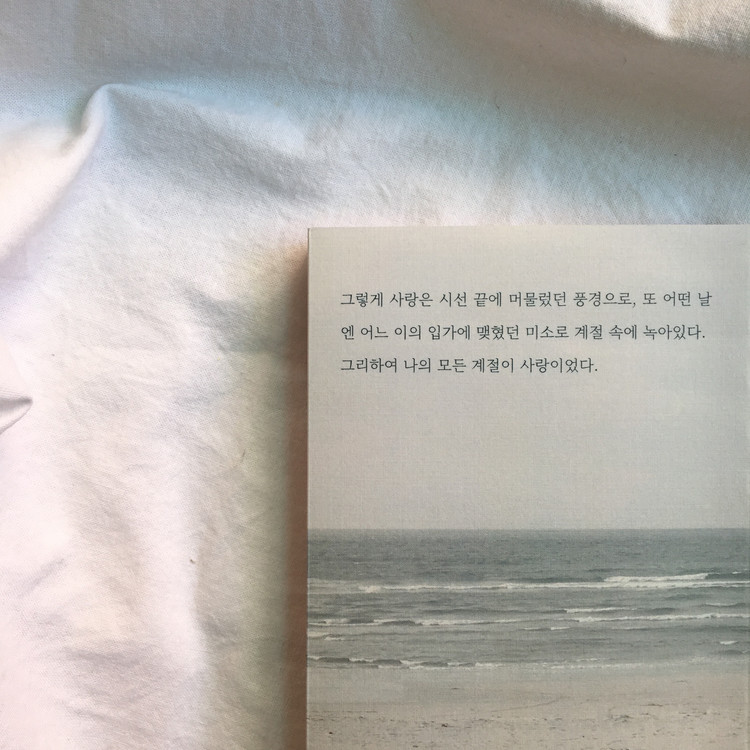 그렇게 사랑은 시선 끝에 머물렀던 풍경으로, 또 어떤 날
엔 어느 이의 입가에 맺혔던 미소로 계절 속에 녹아있다.
그리하여 나의 모든 계절이 사랑이었다.